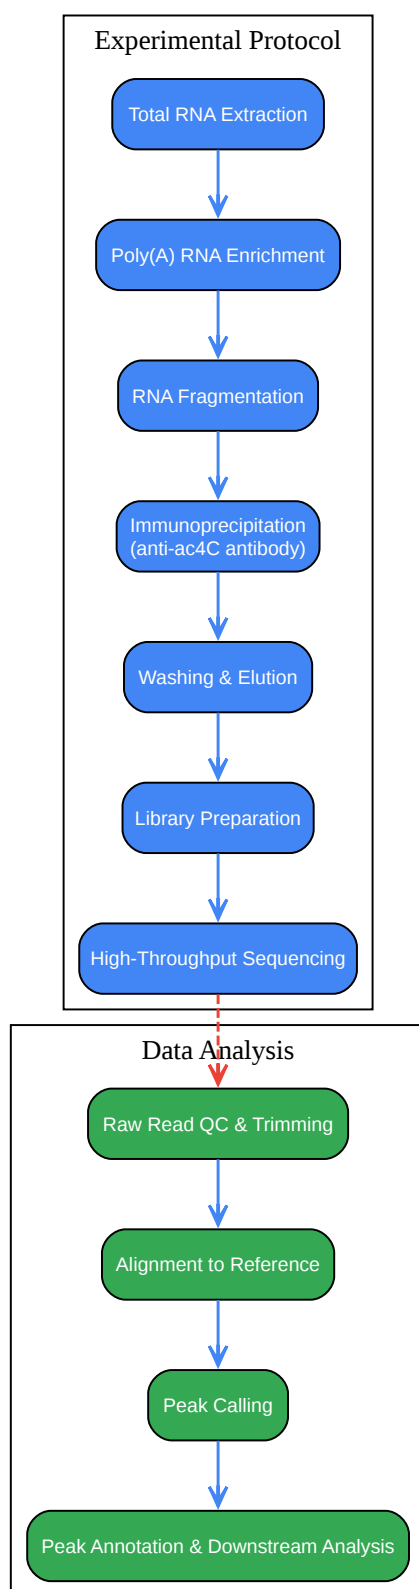 Experimental Protocol
Total RNA Extraction
Poly(A) RNA Enrichment
RNA Fragmentation
Immunoprecipitation
(anti-ac4C antibody)
Washing & Elution
Library Preparation
High-Throughput Sequencing
Data Analysis
Raw Read QC & Trimming
Alignment to Reference
Peak Calling
Peak Annotation & Downstream Analysis